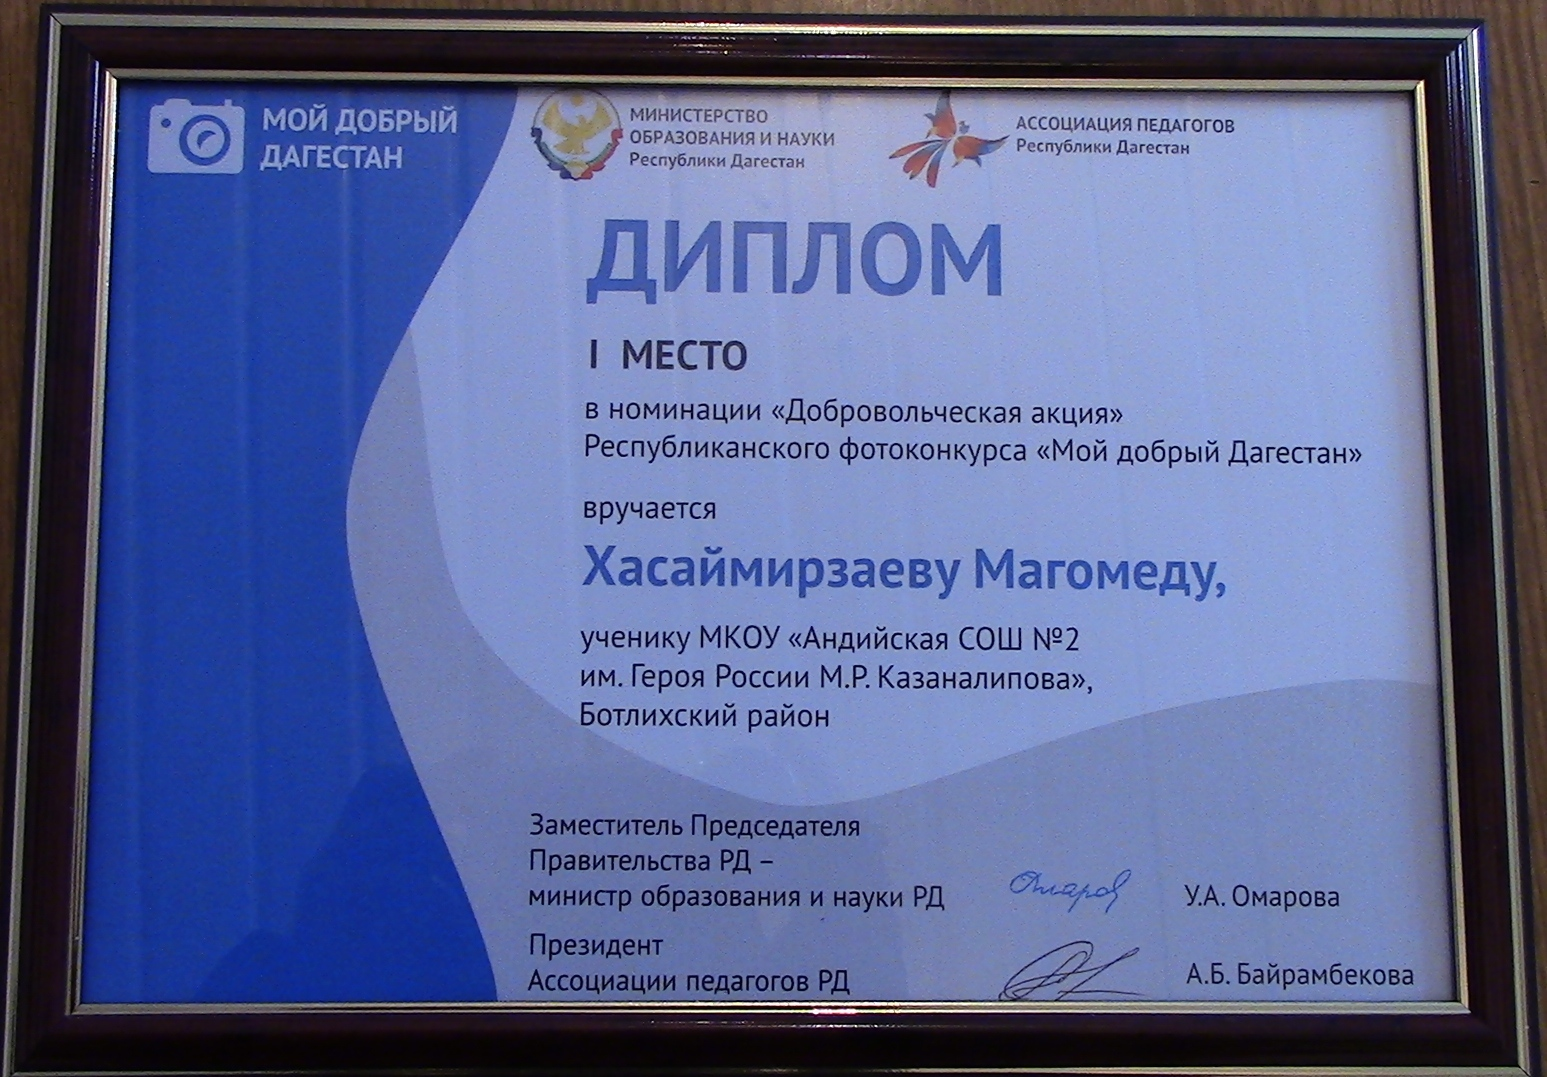 МОЙ ДОБРЫЙ
ДАГЕСТАН
МИНИСТЕРСТВО
ОБРАЗОВАНИЯ И НАУКИ
Республики Дагестан
АССОЦИАЦИЯ ПЕДАГОГОВ
Республики Дагестан
ДИПЛОМ
I МЕСТО
в номинации «Добровольческая акция»
Республиканского фотоконкурса «Мой добрый Дагестан»
вручается
Хасаймирзаеву Магомеду,
ученику МКОУ «Андийская СОШ №2
им. Героя России М.Р. Казаналипова»,
Ботлихский район
Заместитель Председателя
Правительства РД –
министр образования и науки РД
У.А. Омарова
Президент
Ассоциации педагогов РД
А.Б. Байрамбекова